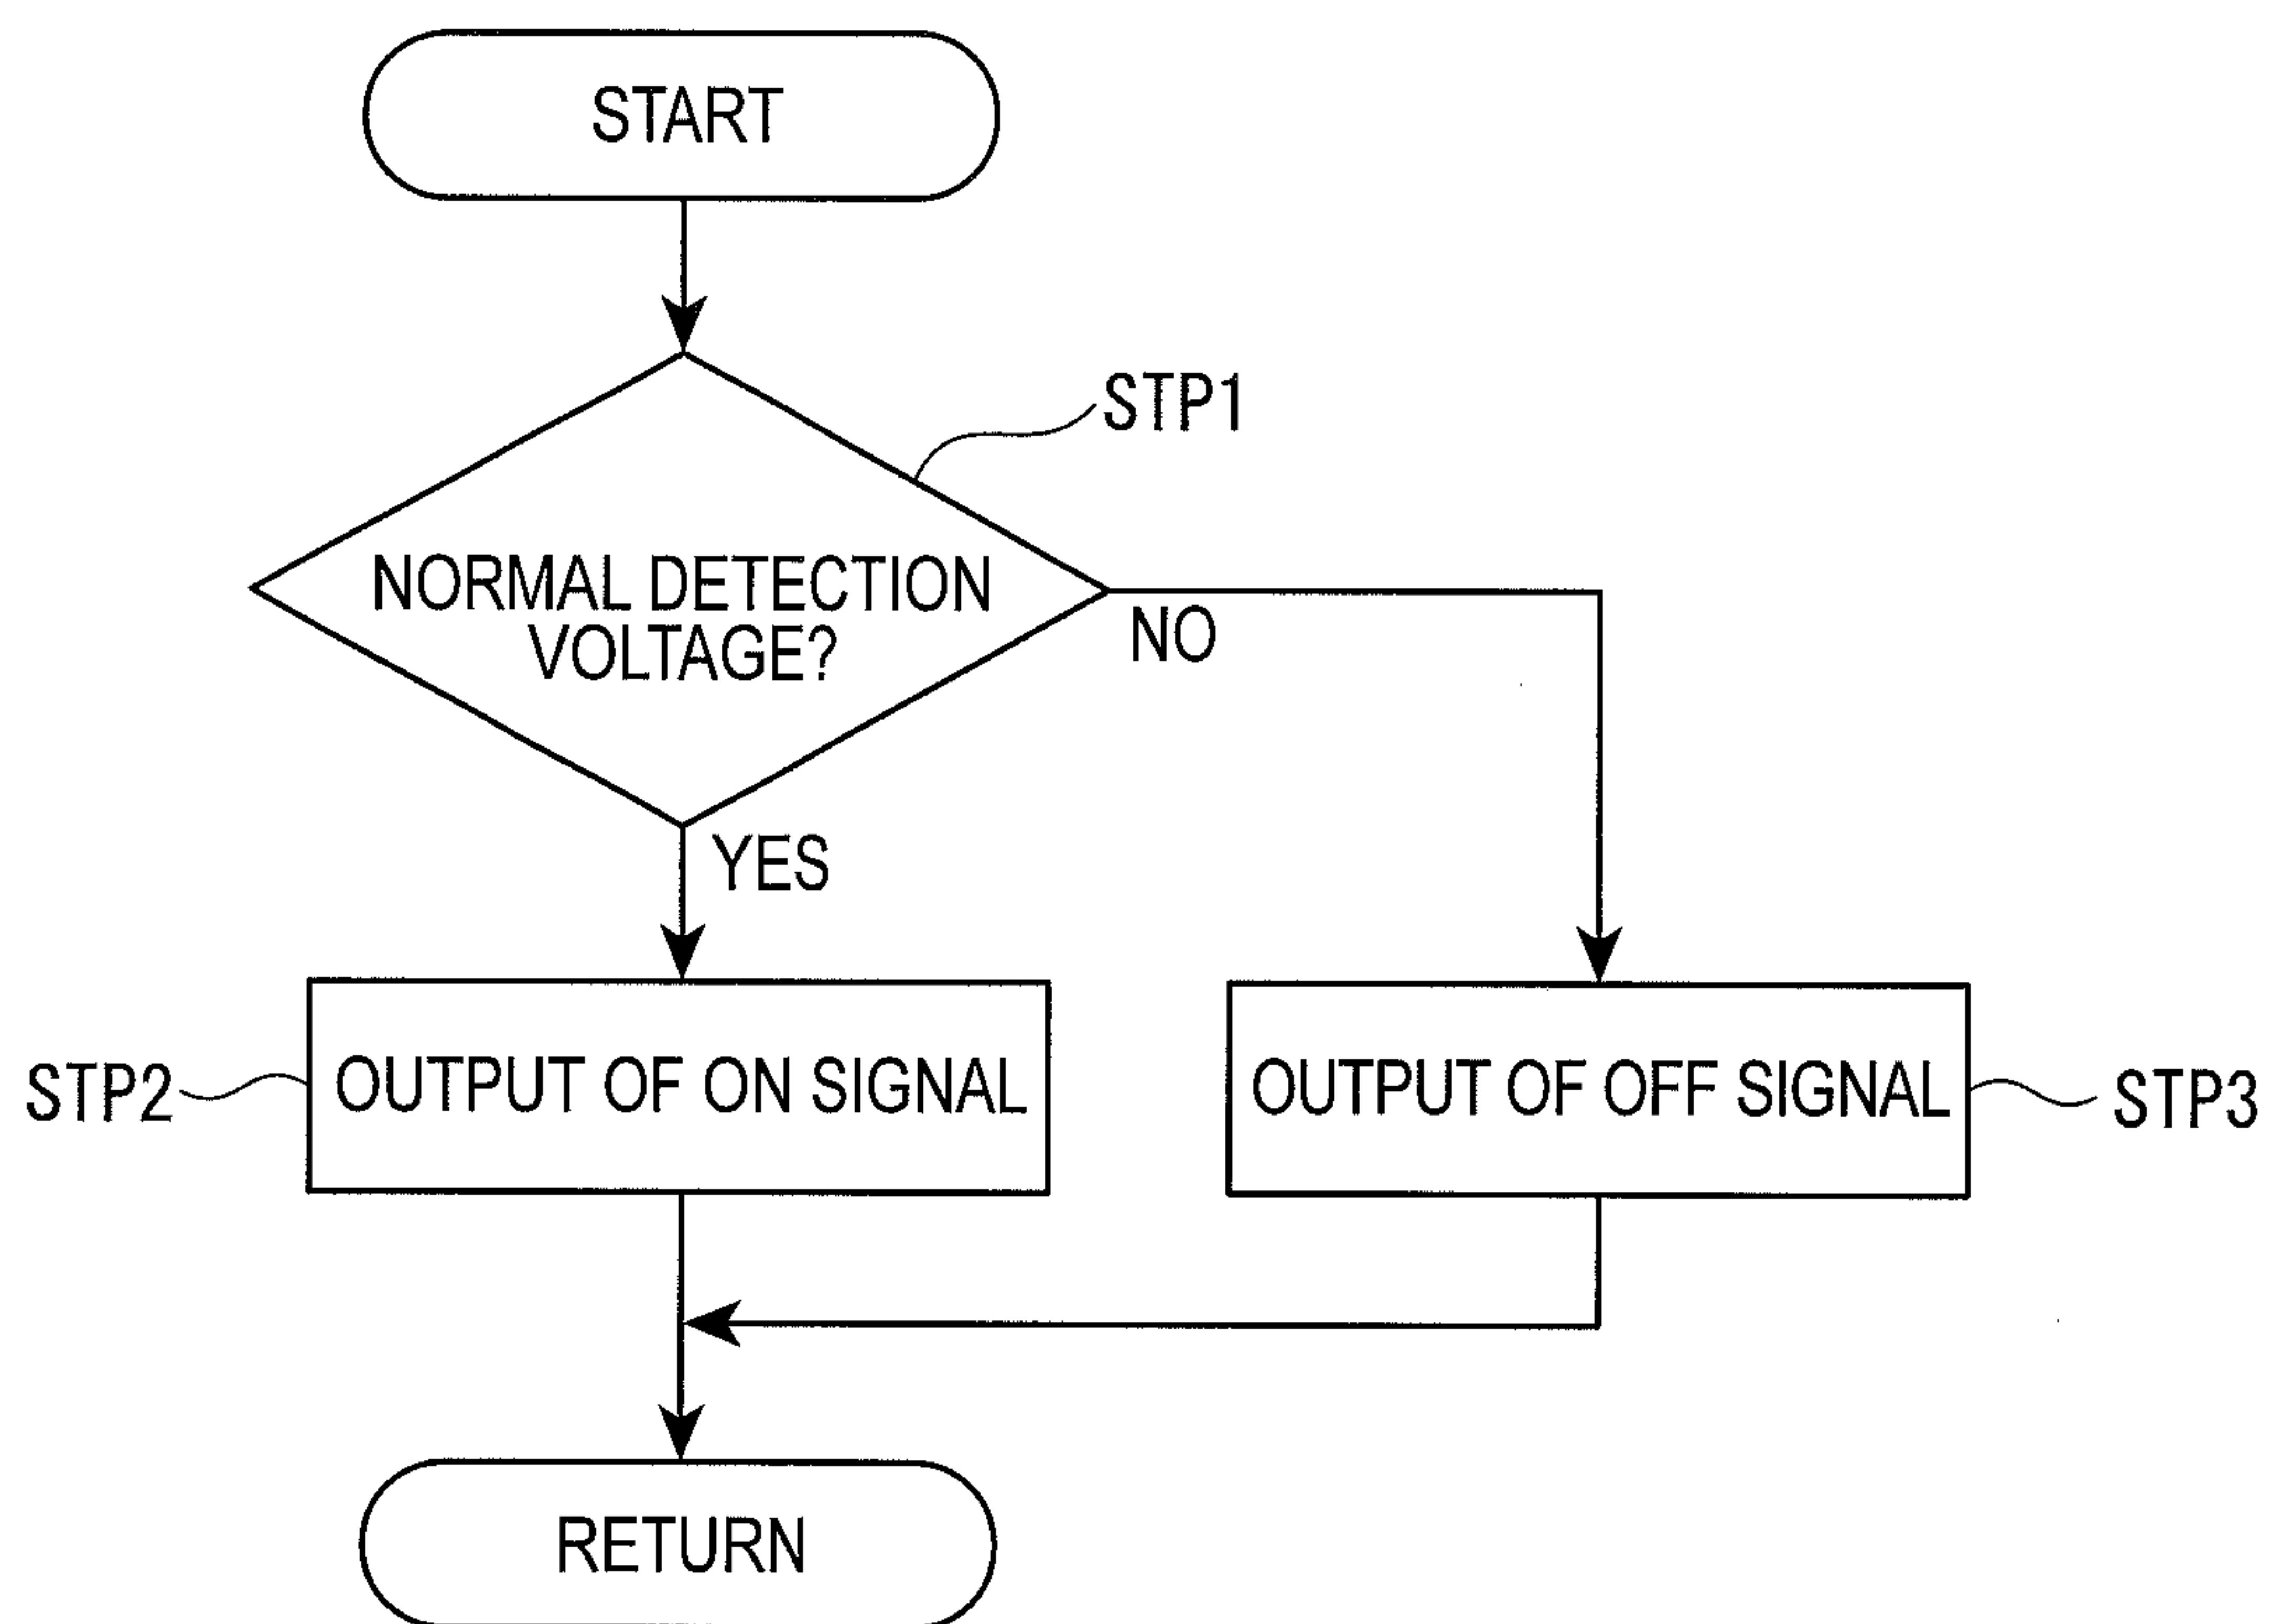 START
STP1
NORMAL DETECTION
VOLTAGE?
NO
YES
STP2
OUTPUT OF ON SIGNAL
OUTPUT OF OFF SIGNAL
STP3
RETURN